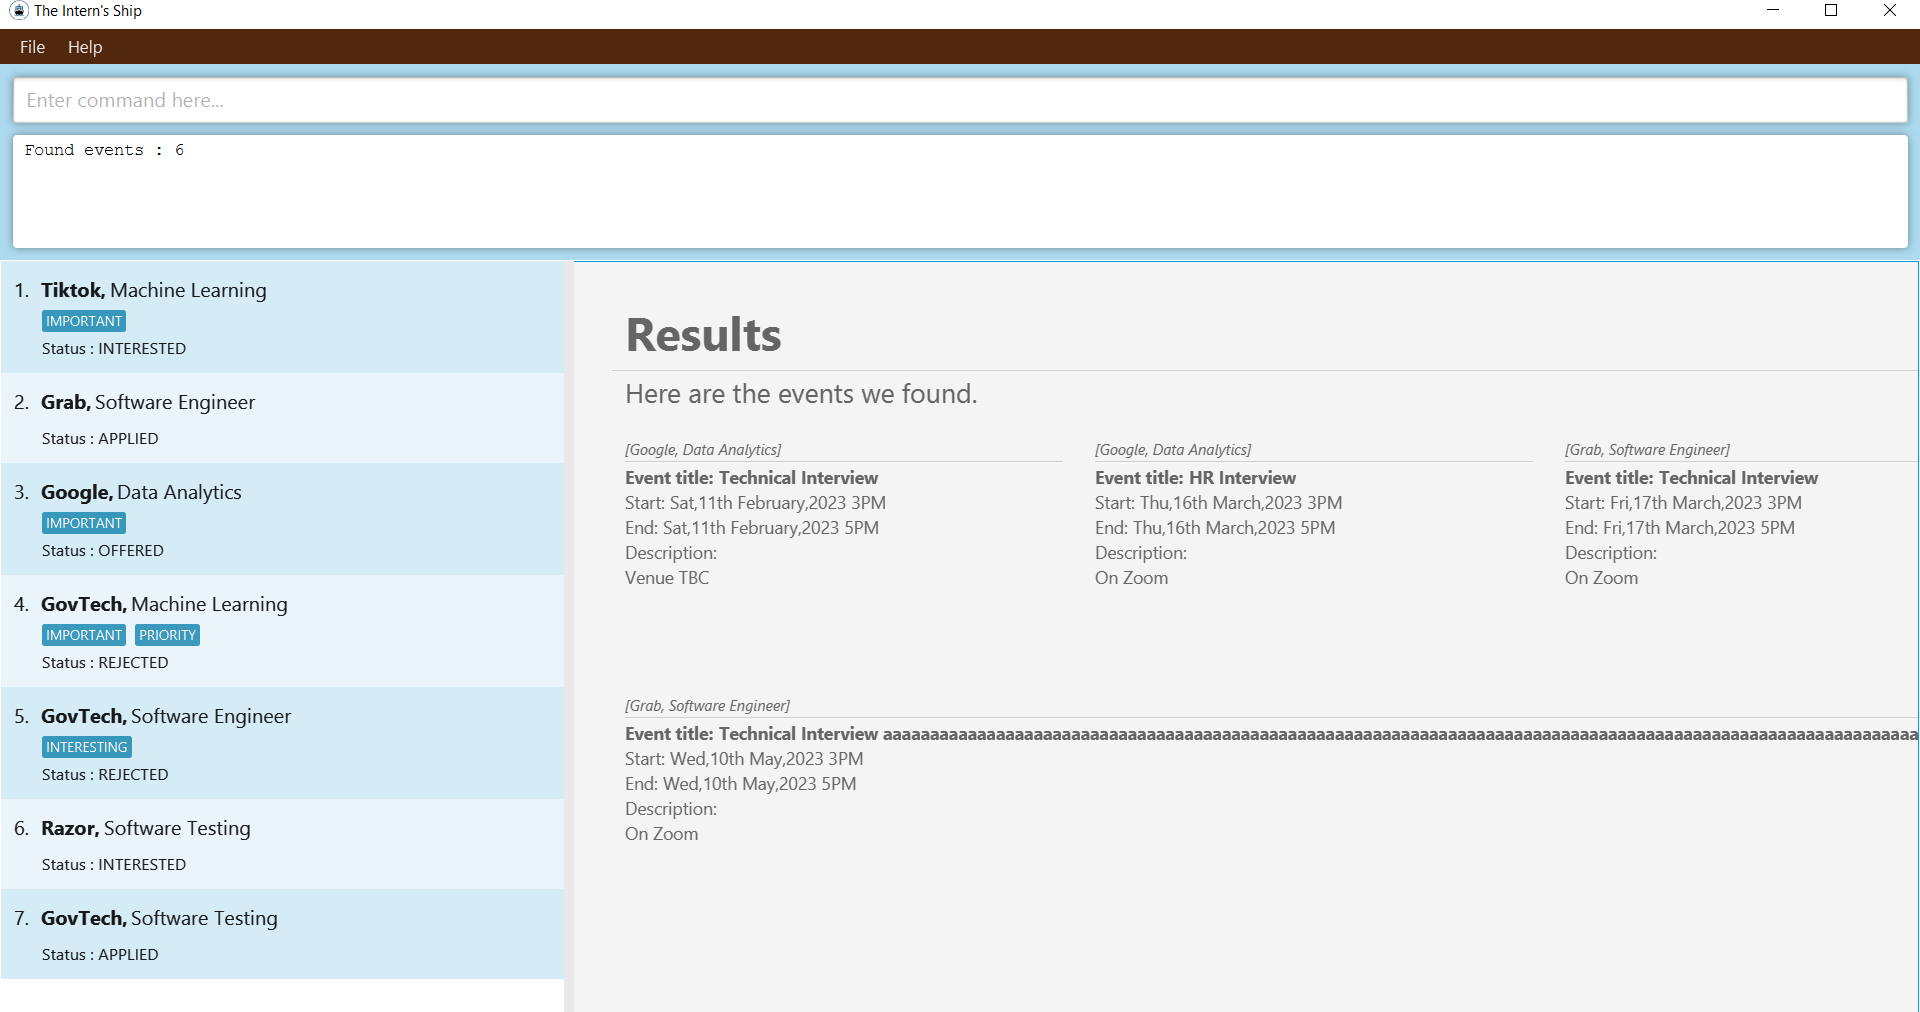 The Intern's Ship
File Help
Enter command here...
Found events : 6
1. Tiktok, Machine Learning
IMPORTANT
Status : INTERESTED
2. Grab, Software Engineer
Status : APPLIED
3. Google, Data Analytics
IMPORTANT
Status : OFFERED
4. GovTech, Machine Learning
IMPORTANT PRIORITY
Status : REJECTED
5. GovTech, Software Engineer
INTERESTING
Status : REJECTED
6. Razor, Software Testing
Status : INTERESTED
7. GovTech, Software Testing
Status : APPLIED
Results
Here are the events we found.
[Google, Data Analytics]
Event title: Technical Interview
Start: Sat,11th February,2023 3PM
End: Sat,11th February,2023 5PM
Description:
Venue TBC
[Google, Data Analytics]
Event title: HR Interview
Start: Thu,16th March,2023 3PM
End: Thu,16th March,2023 5PM
Description:
On Zoom
[Grab, Software Engineer]
Event title: Technical Interview
Start: Fri,17th March,2023 3PM
End: Fri,17th March,2023 5PM
Description:
On Zoom
[Grab, Software Engineer]
Event title: Technical Interview
Start: Wed,10th May,2023 3PM
End: Wed,10th May,2023 5PM
Description:
On Zoom